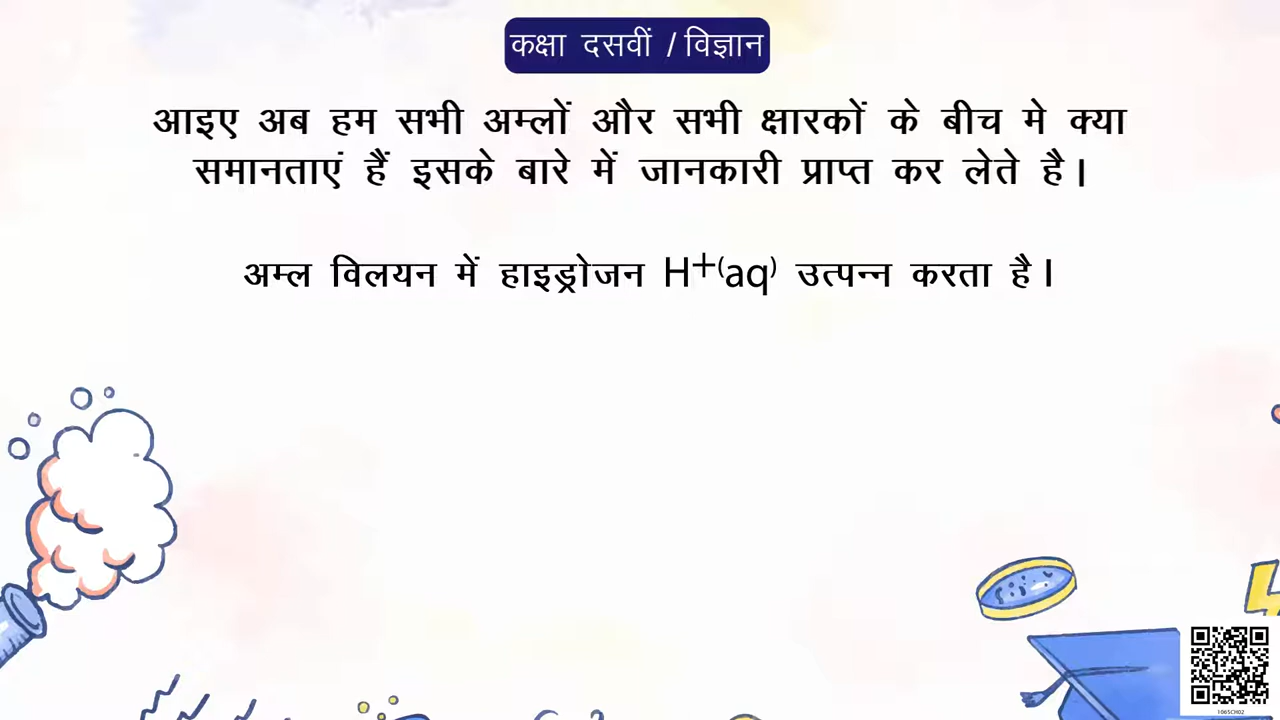 कक्षा दसवीं / विज्ञान
आइए अब हम सभी अम्लों और सभी क्षारकों के बीच मे क्या
समानताएं हैं इसके बारे में जानकारी प्राप्त कर लेते है।
अम्ल विलयन में हाइड्रोजन H⁺⁽aq⁾ उत्पन्न करता है।
1065CH02